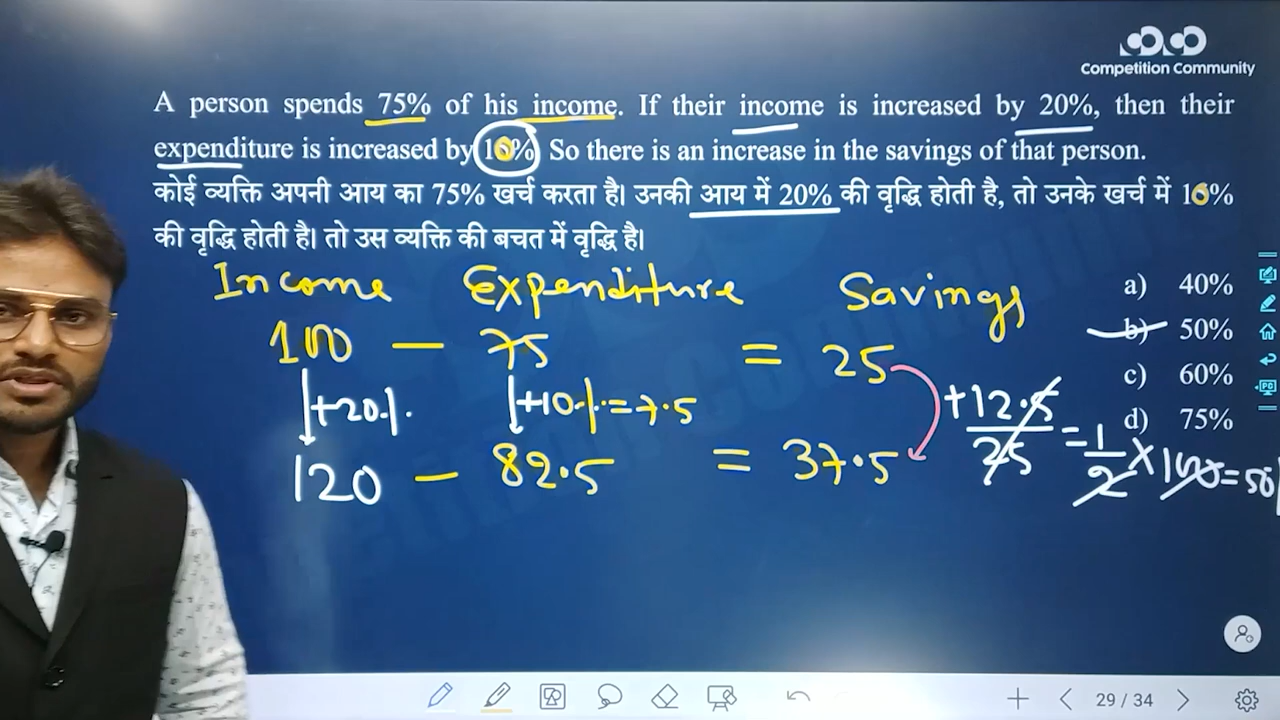 Competition Community
A person spends 75% of his income. If their income is increased by 20%, then their
expenditure is increased by 10% So there is an increase in the savings of that person.
कोई व्यक्ति अपनी आय का 75% खर्च करता है। उनकी आय में 20% की वृद्धि होती है, तो उनके खर्च में 10%
की वृद्धि होती है। तो उस व्यक्ति की बचत में वृद्धि है।
Income Expenditure Savings
a) 40%
100 - 75 = 25
b) 50%
c) 60%
+20% +10% = 7.5 +12.5/25 = 1/2 × 100 = 50
d) 75%
120 - 82.5 = 37.5
29 / 34